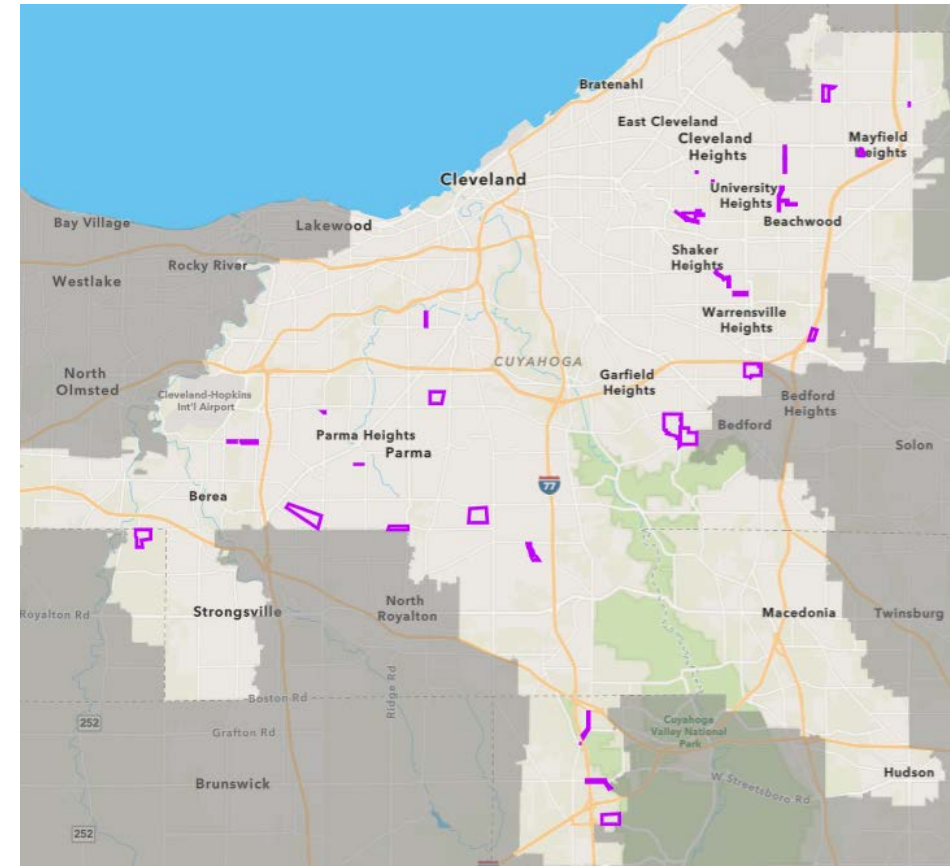 Bratenahl
East Cleveland
Cleveland
Heights
Mayfield
Heights
Cleveland
University
Heights
Bay Village
Lakewood
Beachwood
Shaker
Heights
Rocky River
Westlake
Warrensville
Heights
CUYAHOGA
North
Olmsted
Garfield
Heights
Cleveland-Hopkins
Int'l Airport
Bedford
Heights
Parma Heights
Bedford
Parma
Solon
77
Berea
Royalton Rd
Strongsville
North
Royalton
Macedonia
Twinsburg
Ridge Rd
Boston Rd
252
Grafton Rd
Cuyahoga
Valley National
Park
Brunswick
W Streetsboro Rd
Hudson
252